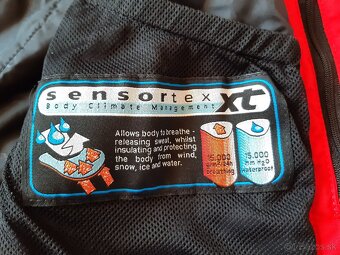 sensortex xt
Body Climate Management
Allows body to breathe -
releasing sweat, whilst
insulating and protecting
the body from wind,
snow, ice and water.
15.000
breathing
15.000
mm H2O
waterproof